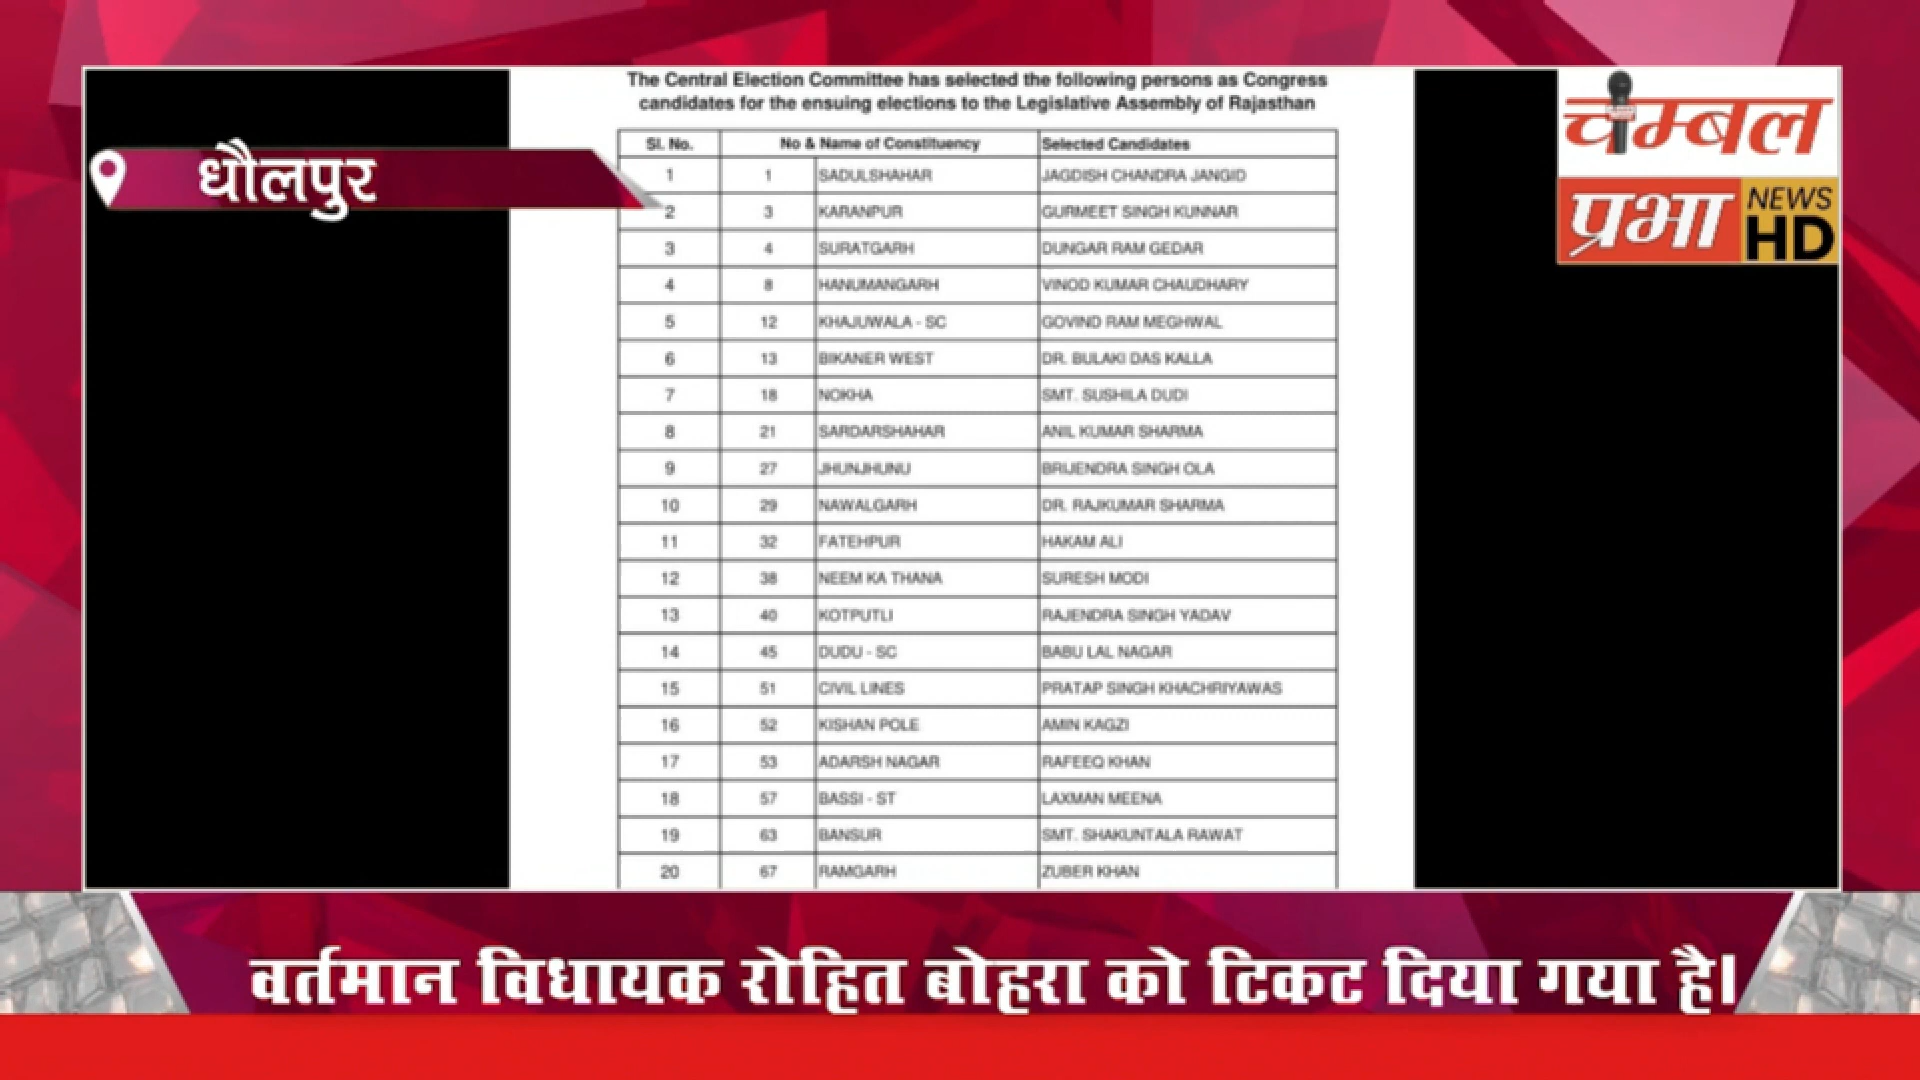 The Central Election Committee has selected the following persons as Congress
candidates for the ensuing elections to the Legislative Assembly of Rajasthan
चम्बल
प्रभा NEWS HD
धौलपुर
Sl. No. No & Name of Constituency Selected Candidates
1 1 SADULSHAHAR JAGDISH CHANDRA JANGID
2 3 KARANPUR GURMEET SINGH KUNNAR
3 4 SURATGARH DUNGAR RAM GEDAR
4 8 HANUMANGARH VINOD KUMAR CHAUDHARY
5 12 KHAJUWALA - SC GOVIND RAM MEGHWAL
6 13 BIKANER WEST DR. BULAKI DAS KALLA
7 18 NOKHA SMT. SUSHILA DUDI
8 21 SARDARSHAHAR ANIL KUMAR SHARMA
9 27 JHUNJHUNU BRIJENDRA SINGH OLA
10 29 NAWALGARH DR. RAJKUMAR SHARMA
11 32 FATEHPUR HAKAM ALI
12 38 NEEM KA THANA SURESH MODI
13 40 KOTPUTLI RAJENDRA SINGH YADAV
14 45 DUDU - SC BABU LAL NAGAR
15 51 CIVIL LINES PRATAP SINGH KHACHRIYAWAS
16 52 KISHAN POLE AMIN KAGZI
17 53 ADARSH NAGAR RAFEEQ KHAN
18 57 BASSI - ST LAXMAN MEENA
19 63 BANSUR SMT. SHAKUNTALA RAWAT
20 67 RAMGARH ZUBER KHAN
वर्तमान विधायक रोहित बोहरा को टिकट दिया गया है।